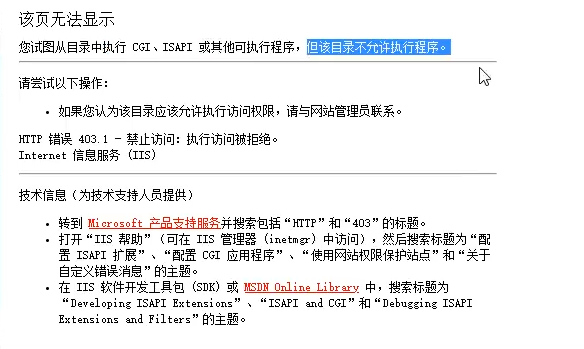 该页无法显示
您试图从目录中执行 CGI、ISAPI 或其他可执行程序，但该目录不允许执行程序。
请尝试以下操作：
• 如果您认为该目录应该允许执行访问权限，请与网站管理员联系。
HTTP 错误 403.1 - 禁止访问：执行访问被拒绝。
Internet 信息服务 (IIS)
技术信息（为技术支持人员提供）
• 转到 Microsoft 产品支持服务并搜索包括“HTTP”和“403”的标题。
• 打开“IIS 帮助”（可在 IIS 管理器 (inetmgr) 中访问），然后搜索标题为“配
置 ISAPI 扩展”、“配置 CGI 应用程序”、“使用网站权限保护站点”和“关于
自定义错误消息”的主题。
• 在 IIS 软件开发工具包 (SDK) 或 MSDN Online Library 中，搜索标题为
“Developing ISAPI Extensions”、“ISAPI and CGI”和“Debugging ISAPI
Extensions and Filters”的主题。